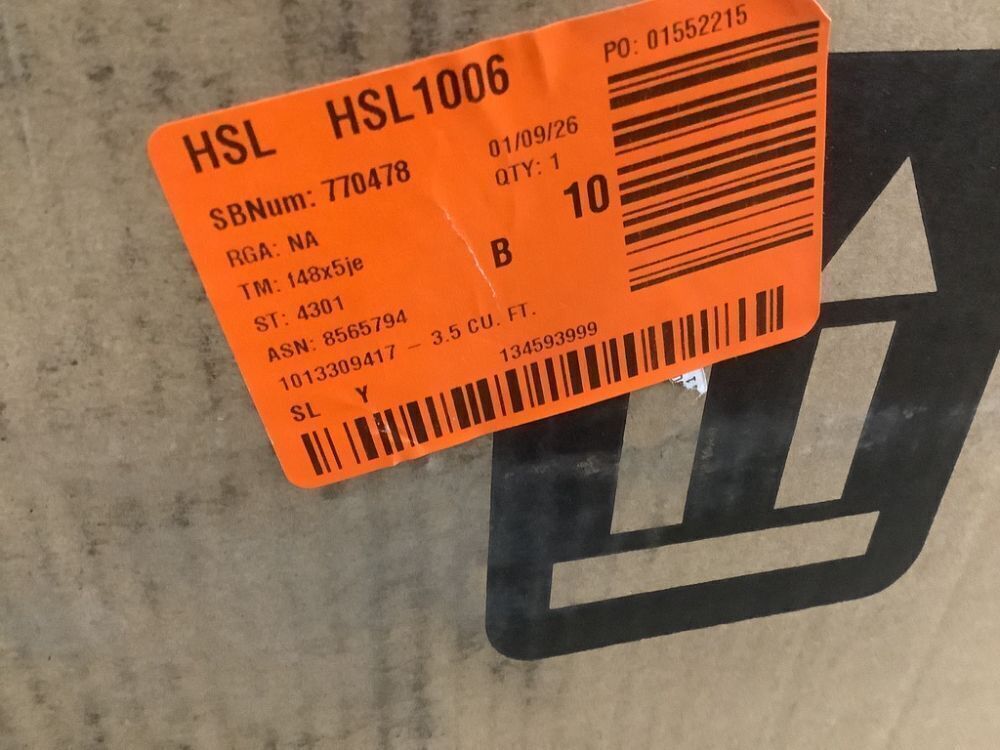 HSL HSL1006
PO: 01552215
SBNum: 770478
01/09/26
QTY: 1
RGA: NA
10
TM: f48x5je
B
ST: 4301
ASN: 8565794
1013309417 – 3.5 CU. FT.
134593999
SL Y